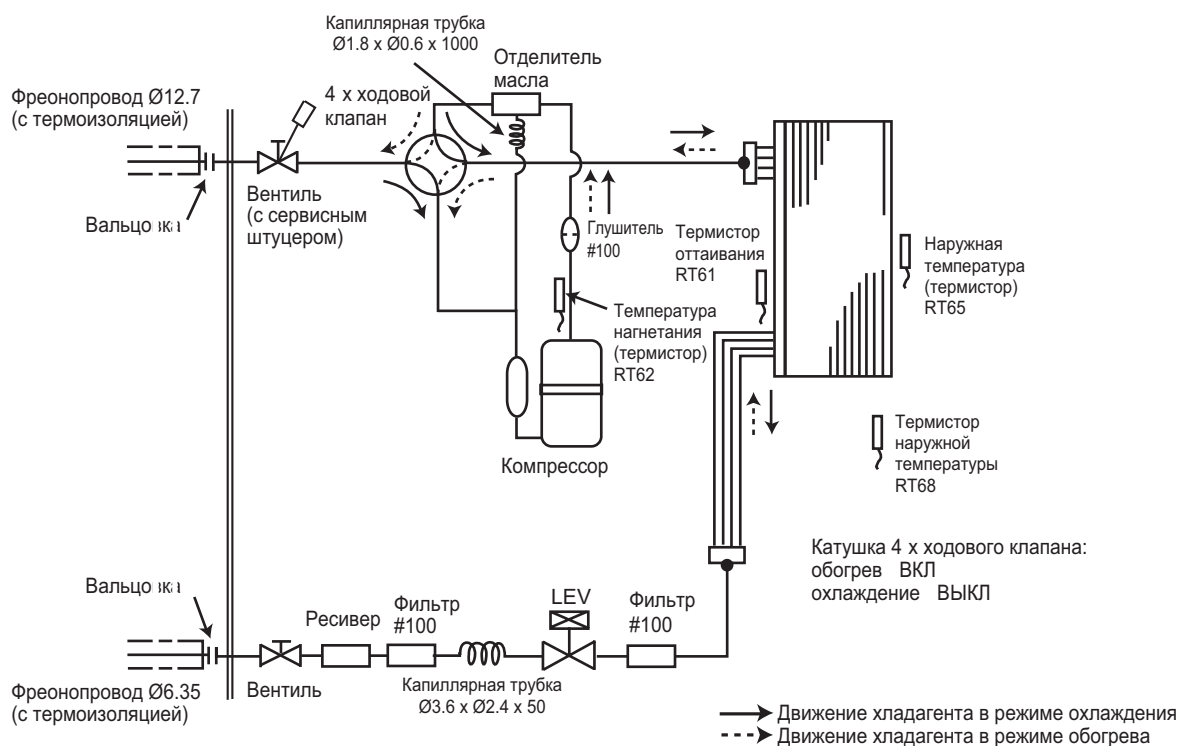 Капиллярная трубка
Ø1.8 x Ø0.6 x 1000
Отделитель
масла
Фреонопровод Ø12.7
(с термоизоляцией)
4 х ходовой
клапан
Вентиль
(с сервисным
штуцером)
Глушитель
#100
Термистор
оттаивания
RT61
Наружная
температура
(термистор)
RT65
Температура
нагнетания
(термистор)
RT62
Компрессор
Термистор
наружной
температуры
RT68
Катушка 4 х ходового клапана:
обогрев ВКЛ
охлаждение ВЫКЛ
Ресивер
Фильтр
#100
LEV
Фильтр
#100
Фреонопровод Ø6.35
(с термоизоляцией)
Вентиль
Капиллярная трубка
Ø3.6 x Ø2.4 x 50
Движение хладагента в режиме охлаждения
Движение хладагента в режиме обогрева